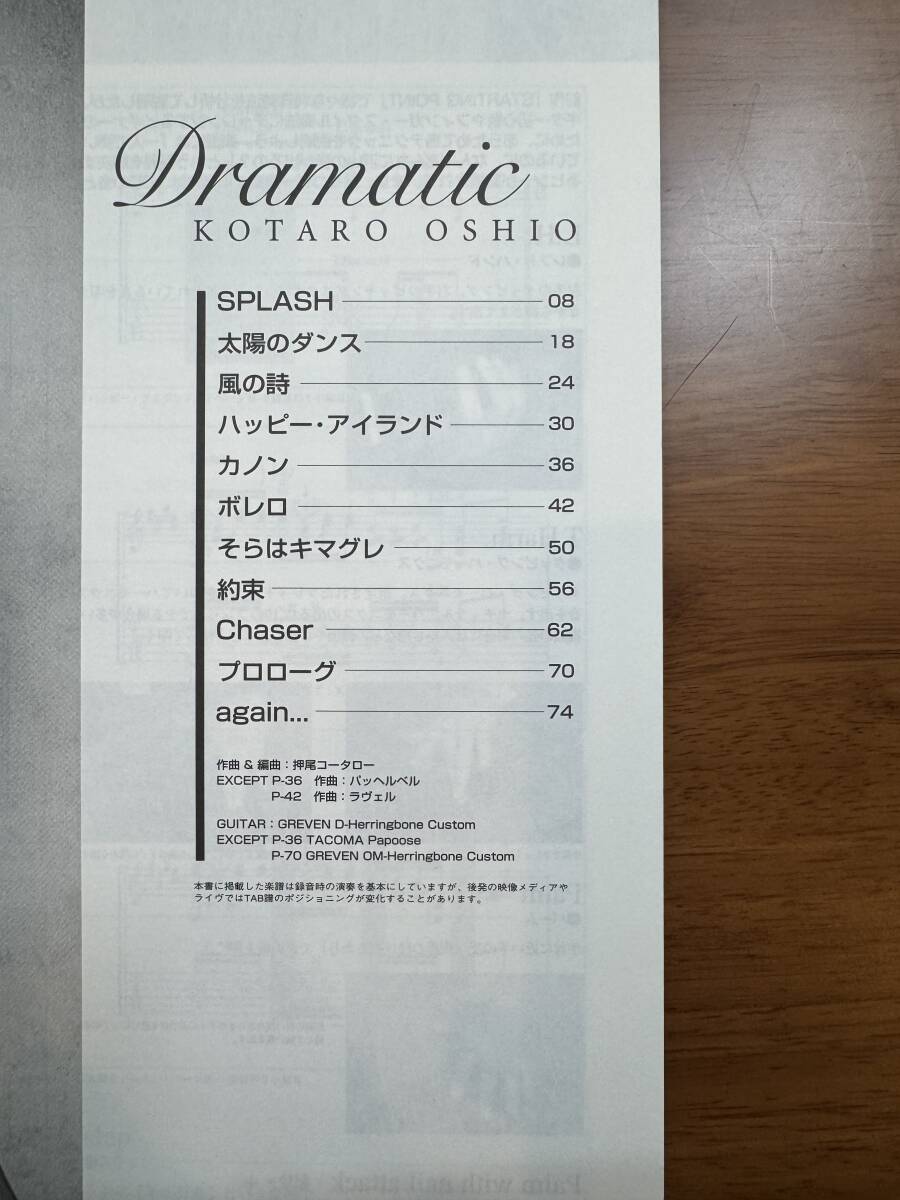 Dramatic
KOTARO OSHIO
SPLASH 08
太陽のダンス 18
風の詩 24
ハッピー・アイランド 30
カノン 36
ボレロ 42
そらはキマグレ 50
約束 56
Chaser 62
プロローグ 70
again... 74
作曲 & 編曲：押尾コータロー
EXCEPT P-36 作曲：パッヘルベル
P-42 作曲：ラヴェル
GUITAR：GREVEN D-Herringbone Custom
EXCEPT P-36 TACOMA Papoose
P-70 GREVEN OM-Herringbone Custom
本書に掲載した楽譜は録音時の演奏を基本にしていますが、後発の映像メディアや
ライヴではTAB譜のポジショニングが変化することがあります。
Palm with nail attack